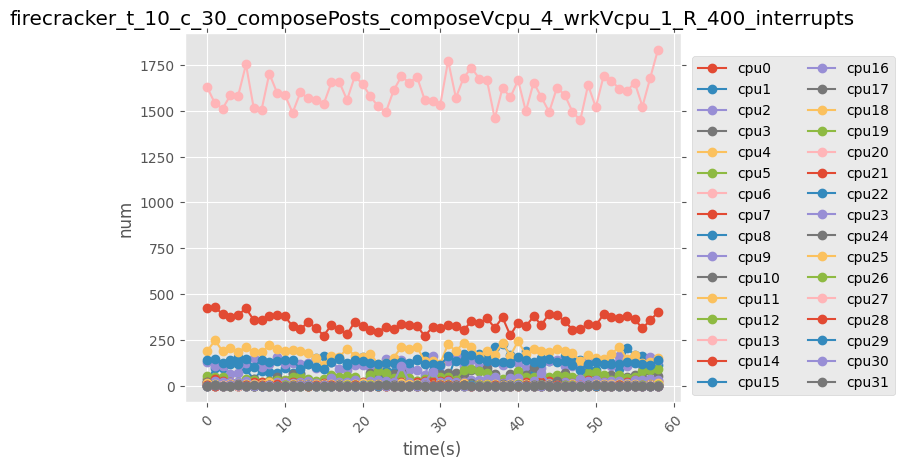 firecracker_t_10_c_30_composePosts_composeVcpu_4_wrkVcpu_1_R_400_interrupts
1750
1500
1250
1000
750
500
250
0
num
0 10 20 30 40 50 60
time(s)
cpu0 cpu16
cpu1 cpu17
cpu2 cpu18
cpu3 cpu19
cpu4 cpu20
cpu5 cpu21
cpu6 cpu22
cpu7 cpu23
cpu8 cpu24
cpu9 cpu25
cpu10 cpu26
cpu11 cpu27
cpu12 cpu28
cpu13 cpu29
cpu14 cpu30
cpu15 cpu31